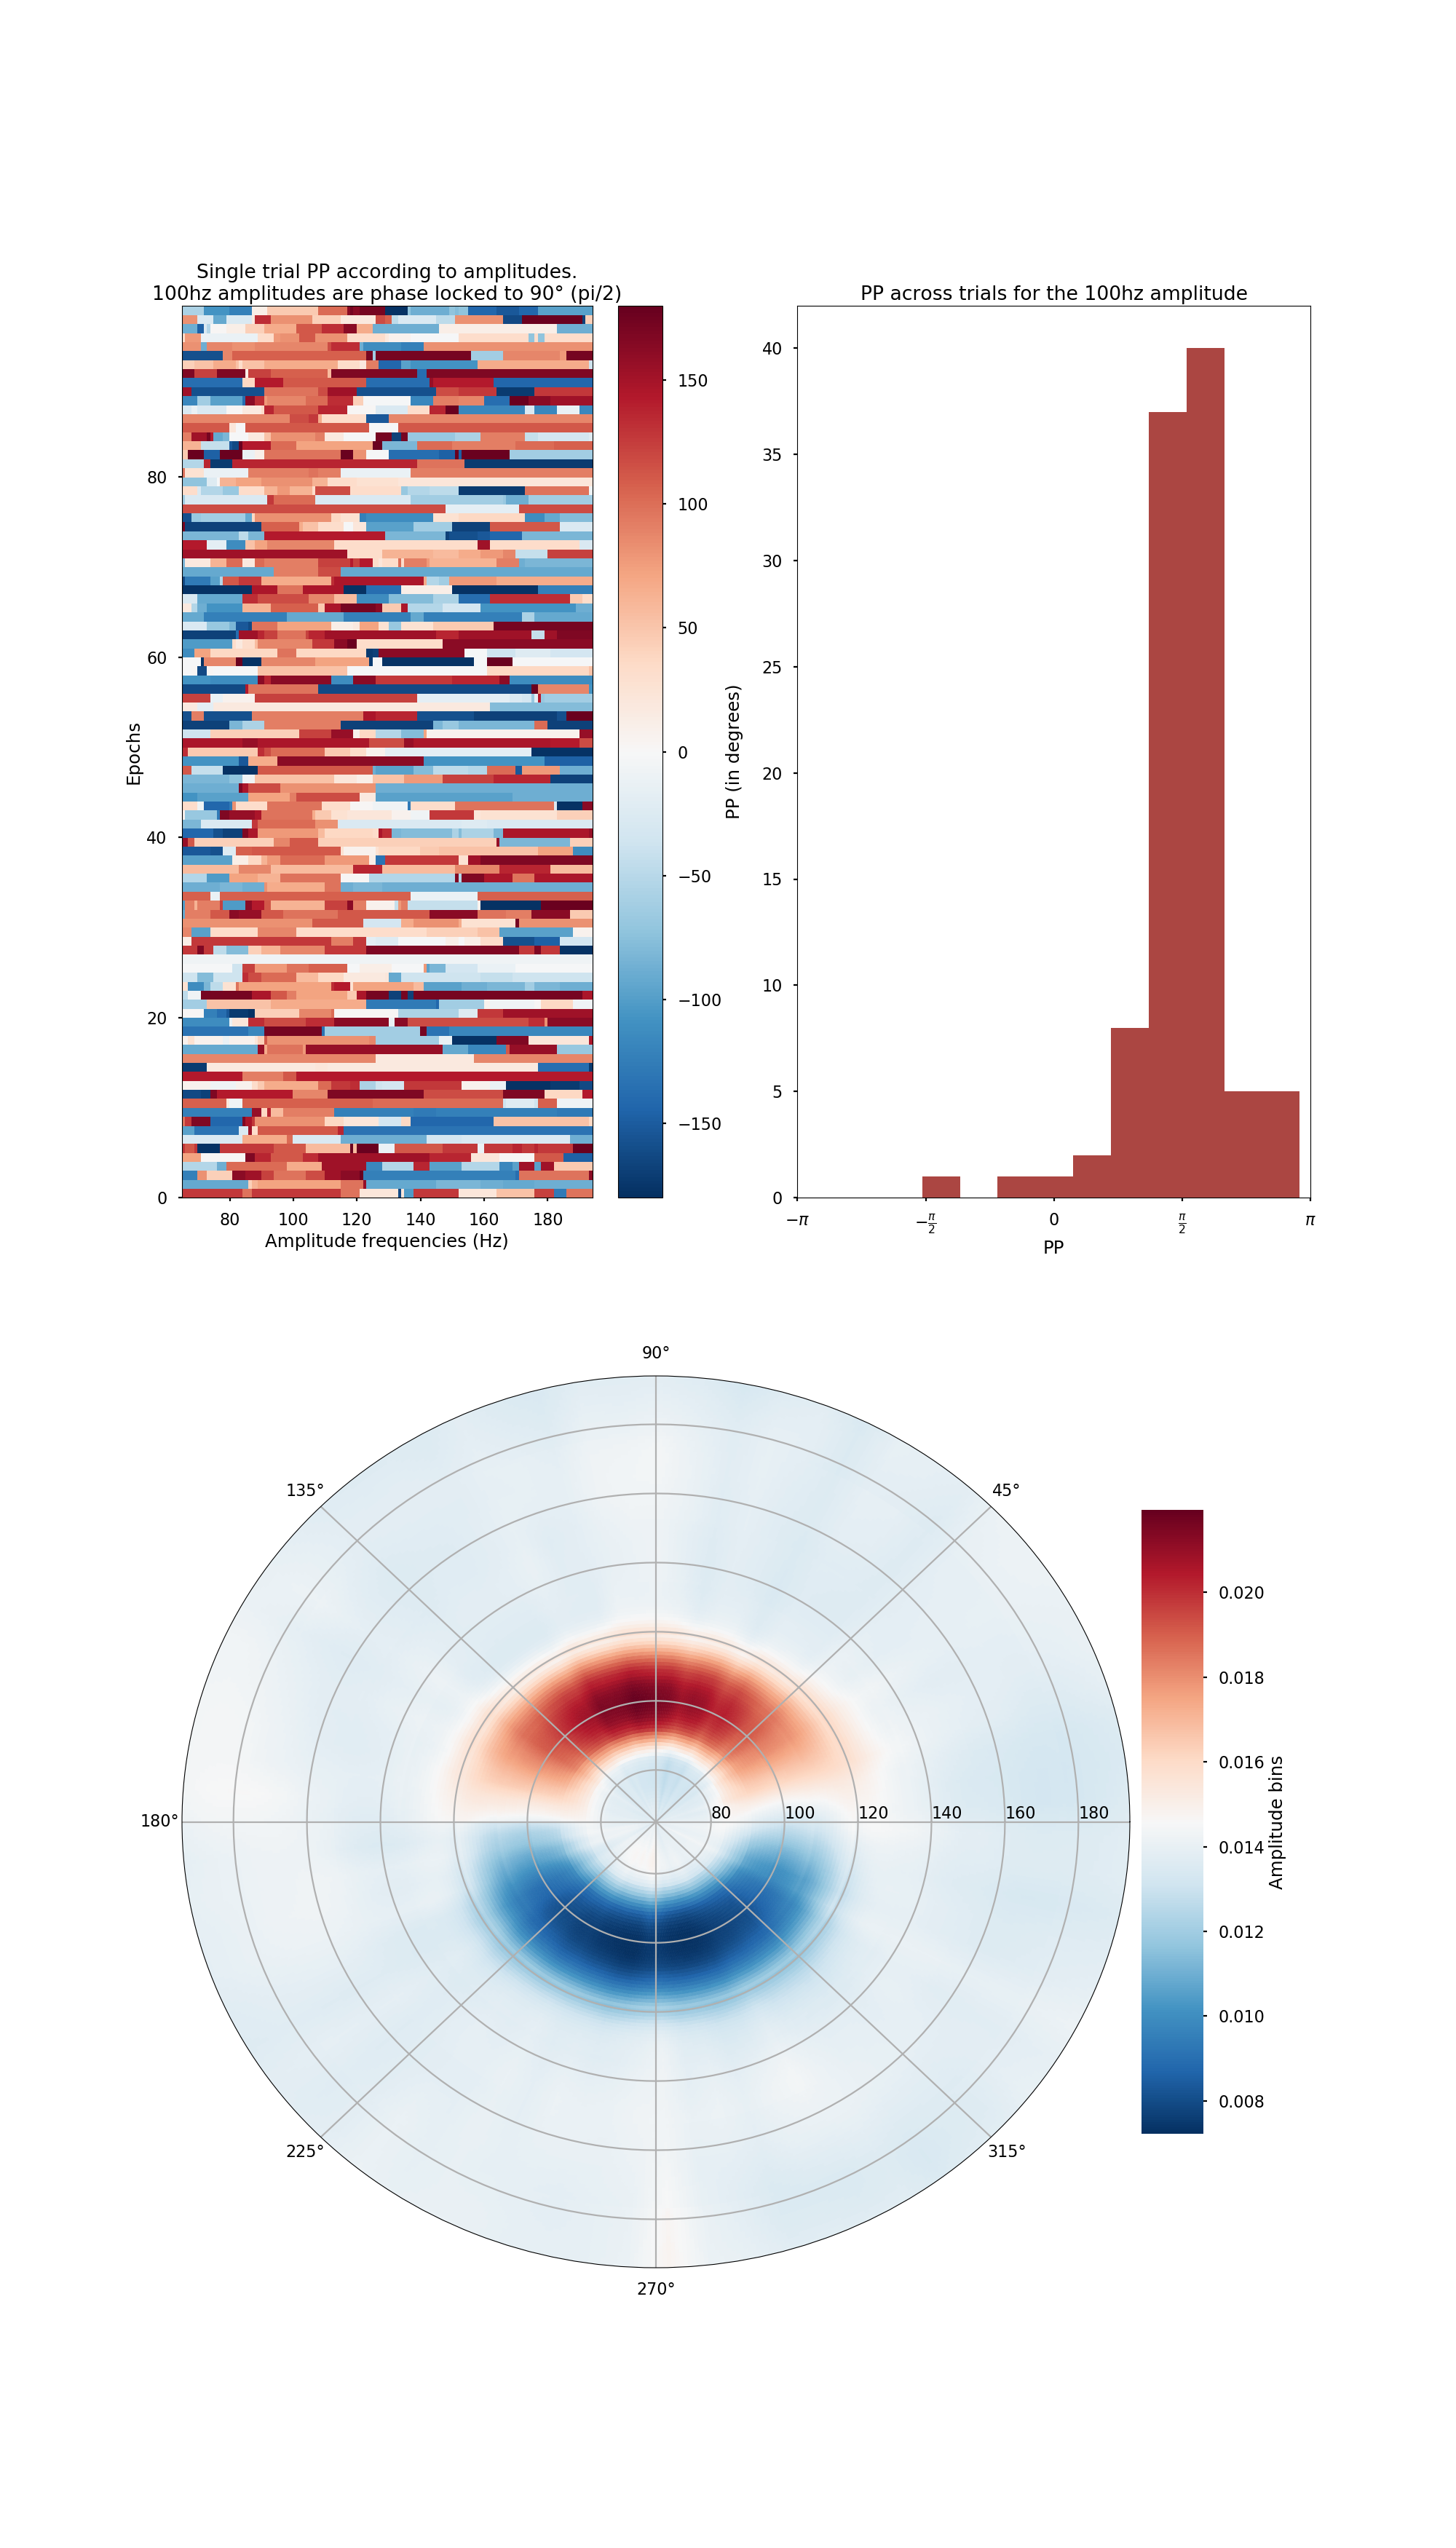 Single trial PP according to amplitudes.
100hz amplitudes are phase locked to 90° (pi/2)
80
60
40
20
0
Epochs
80 100 120 140 160 180
Amplitude frequencies (Hz)
150
100
50
0
−50
−100
−150
PP (in degrees)
PP across trials for the 100hz amplitude
40
35
30
25
20
15
10
5
0
−π −π/2 0 π/2 π
PP
90°
135° 45°
180° 80 100 120 140 160 180
225° 315°
270°
0.020
0.018
0.016
0.014
0.012
0.010
0.008
Amplitude bins